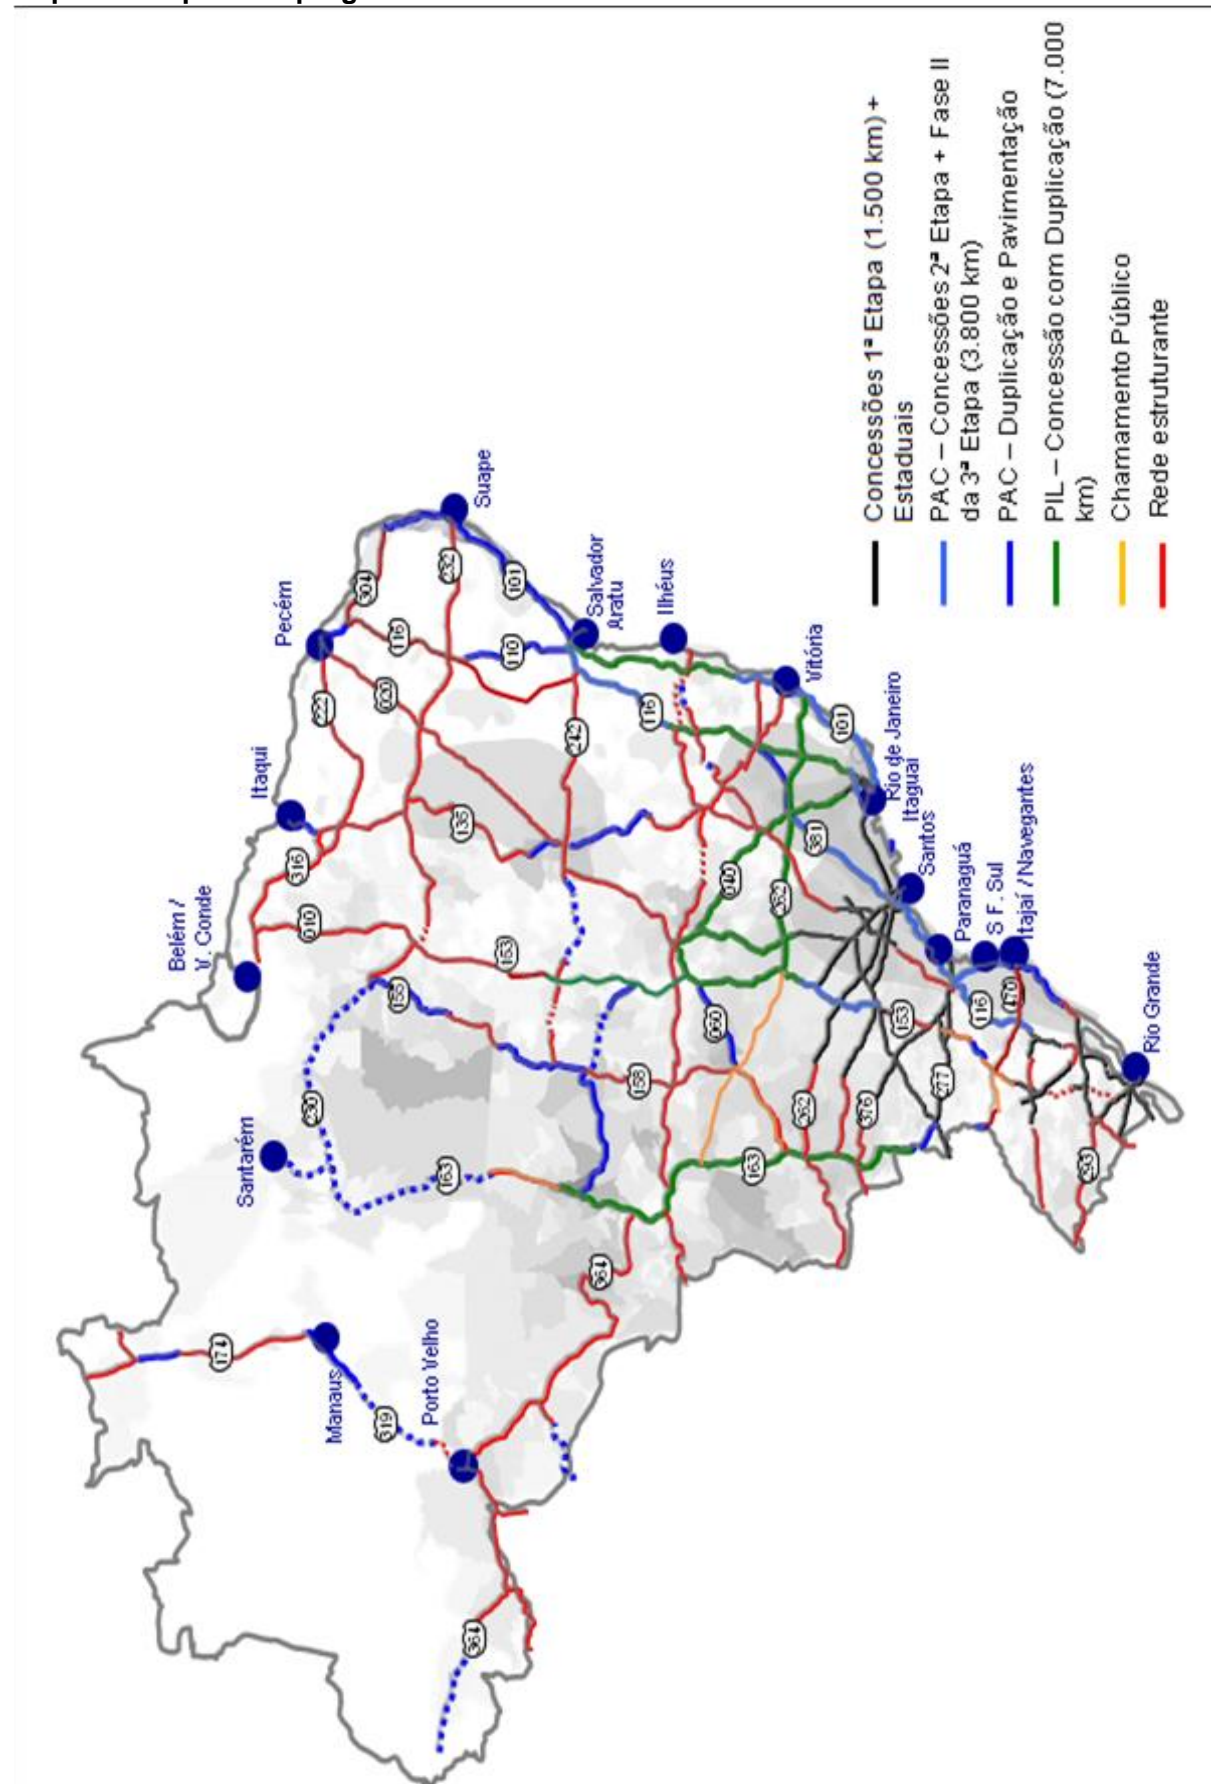 Belém /
V. Conde
Itaqui
Pecém
Suape
Santarém
Manaus
Porto Velho
Salvador
Aratu
Ilhéus
Vitória
Rio de Janeiro
Itaguaí
Santos
Paranaguá
S F. Sul
Itajaí / Navegantes
Rio Grande
174
319
364
364
230
163
155
010
316
222
020
116
304
232
101
110
135
242
153
158
116
040
262
381
101
060
163
262
376
277
153
116
470
293
Concessões 1ª Etapa (1.500 km) +
Estaduais
PAC – Concessões 2ª Etapa + Fase II
da 3ª Etapa (3.800 km)
PAC – Duplicação e Pavimentação
PIL – Concessão com Duplicação (7.000
km)
Chamamento Público
Rede estruturante